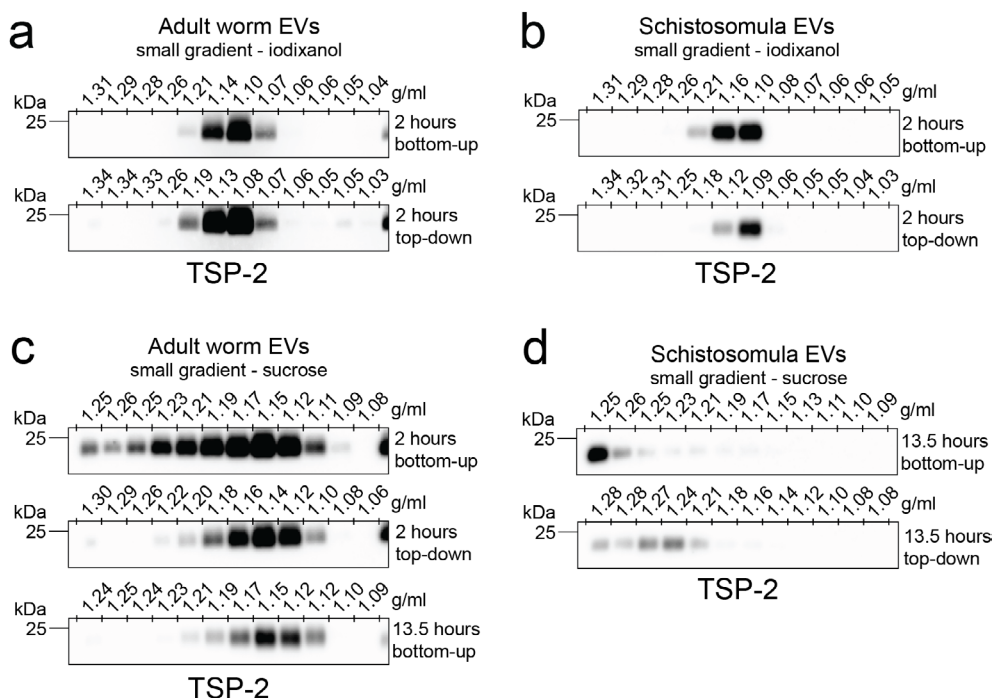 a
Adult worm EVs
small gradient - iodixanol
kDa
1.31 1.29 1.28 1.26 1.21 1.14 1.10 1.07 1.06 1.06 1.05 1.04 g/ml
25
2 hours
bottom-up
1.34 1.34 1.33 1.26 1.19 1.13 1.08 1.07 1.06 1.05 1.05 1.03
25
2 hours
top-down
TSP-2
b
Schistosomula EVs
small gradient - iodixanol
kDa
1.31 1.29 1.28 1.26 1.21 1.16 1.10 1.08 1.07 1.06 1.06 1.05 g/ml
25
2 hours
bottom-up
1.34 1.32 1.31 1.25 1.18 1.12 1.09 1.06 1.05 1.05 1.04 1.03
25
2 hours
top-down
TSP-2
c
Adult worm EVs
small gradient - sucrose
kDa
1.25 1.26 1.25 1.23 1.21 1.19 1.17 1.15 1.12 1.11 1.09 1.08 g/ml
25
2 hours
bottom-up
1.30 1.29 1.26 1.22 1.20 1.18 1.16 1.14 1.12 1.10 1.08 1.06
25
2 hours
top-down
kDa
1.24 1.25 1.24 1.23 1.21 1.19 1.17 1.15 1.12 1.12 1.10 1.09 g/ml
25
13.5 hours
bottom-up
TSP-2
d
Schistosomula EVs
small gradient - sucrose
kDa
1.25 1.26 1.25 1.23 1.21 1.19 1.17 1.15 1.13 1.11 1.10 1.09 g/ml
25
13.5 hours
bottom-up
1.28 1.28 1.27 1.24 1.21 1.18 1.16 1.14 1.12 1.10 1.08 1.08
25
13.5 hours
top-down
TSP-2